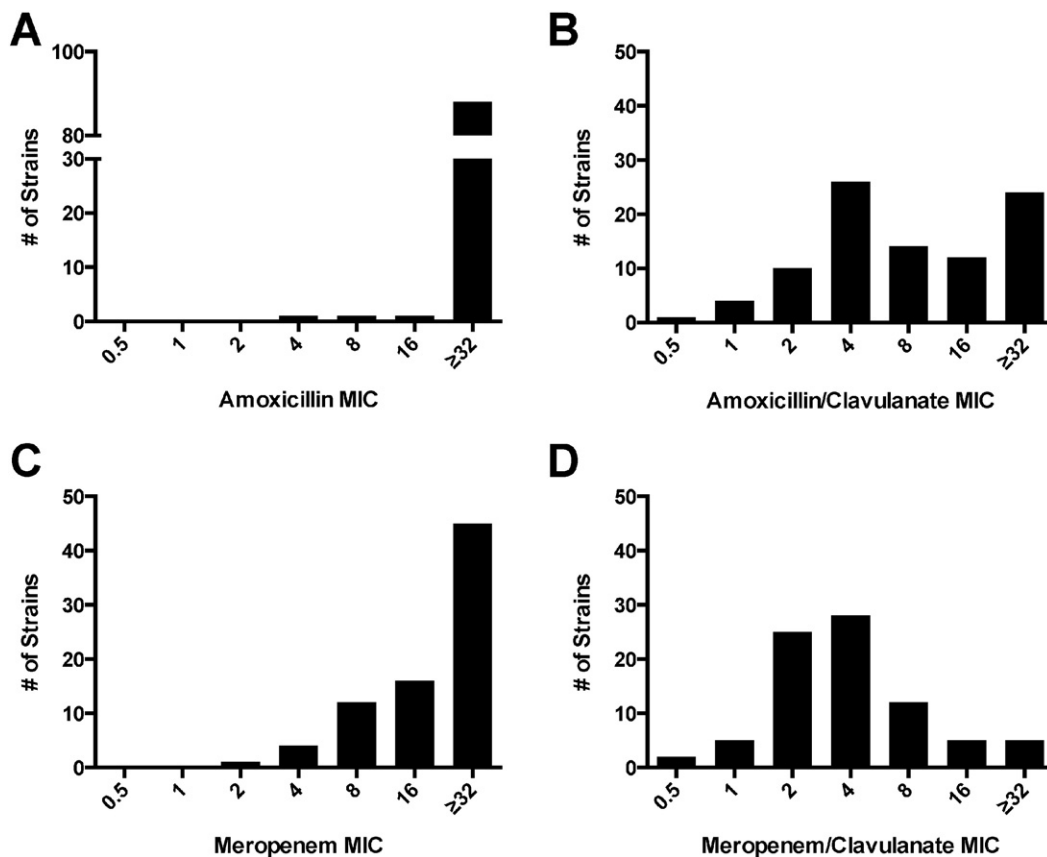 A
# of Strains
100
80
30
20
10
0
0.5 1 2 4 8 16 ≥32
Amoxicillin MIC
B
# of Strains
50
40
30
20
10
0
0.5 1 2 4 8 16 ≥32
Amoxicillin/Clavulanate MIC
C
# of Strains
50
40
30
20
10
0
0.5 1 2 4 8 16 ≥32
Meropenem MIC
D
# of Strains
50
40
30
20
10
0
0.5 1 2 4 8 16 ≥32
Meropenem/Clavulanate MIC